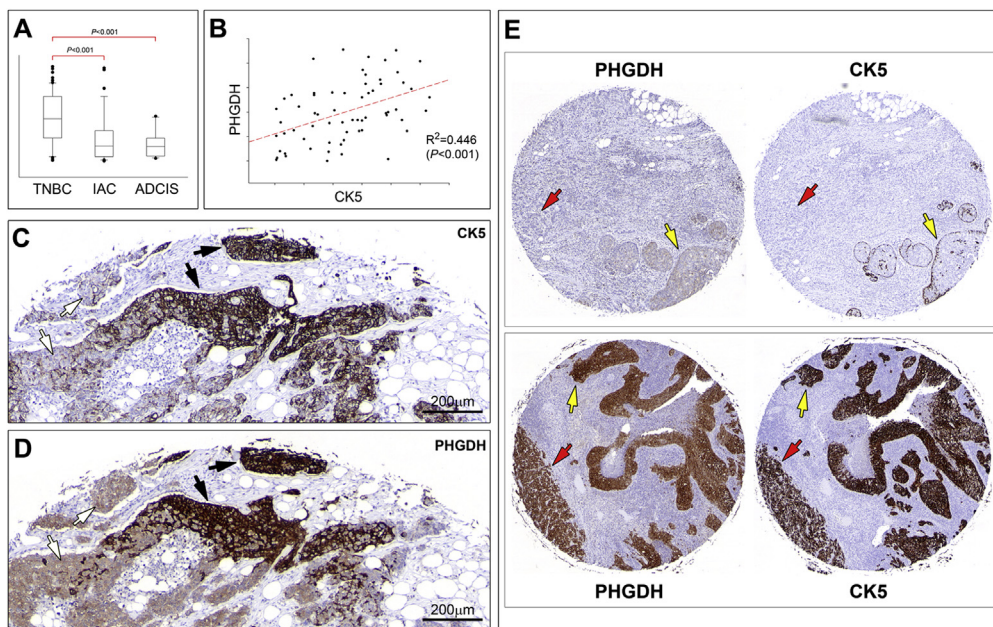 A
P<0.001
P<0.001
TNBC IAC ADCIS
B
PHGDH
R²=0.446
(P<0.001)
CK5
C
CK5
200μm
D
PHGDH
200μm
E
PHGDH CK5
PHGDH CK5